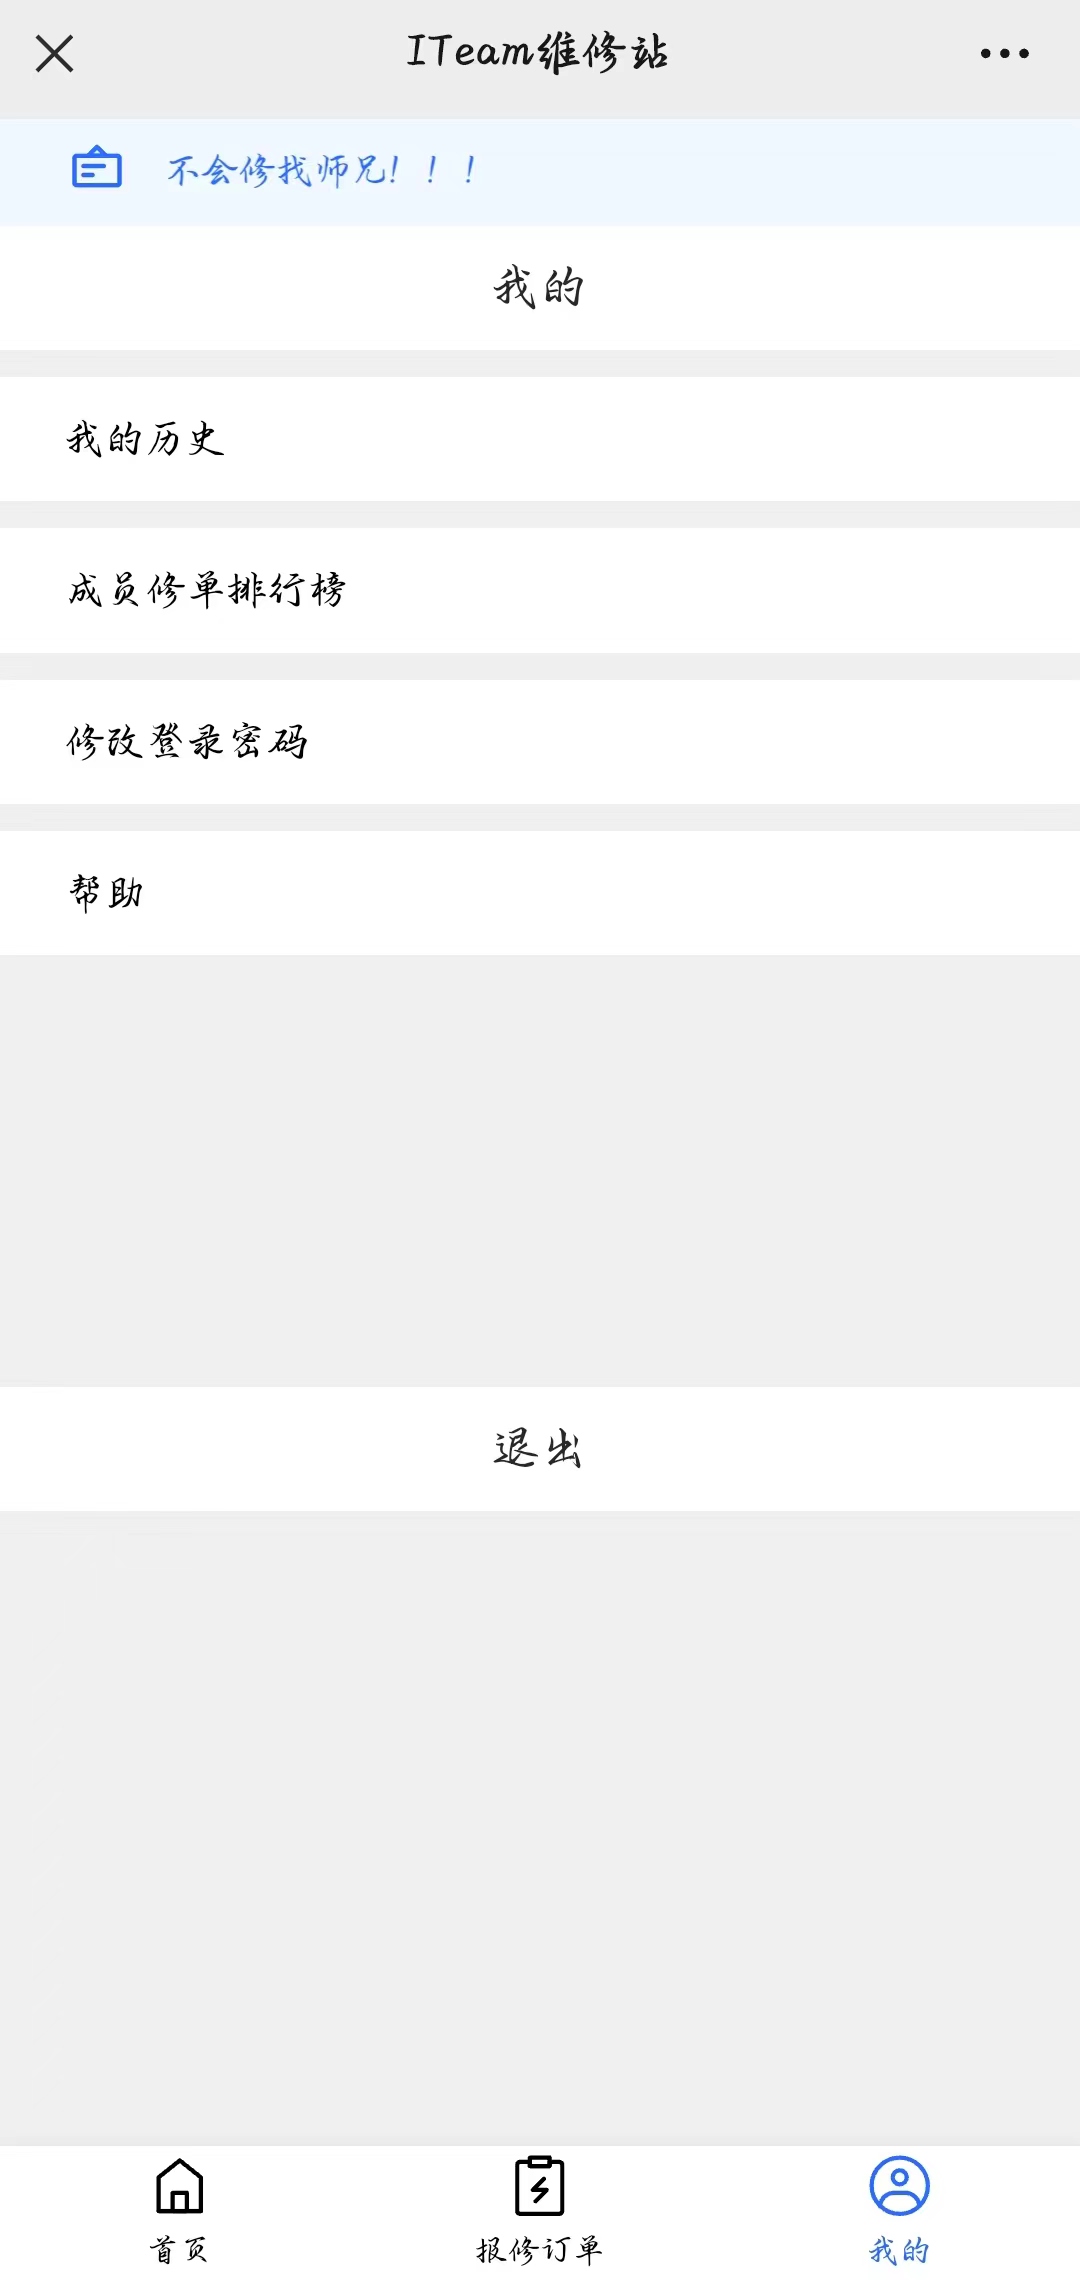 ITeam维修站
不会修找师兄！！！
我的
我的历史
成员修单排行榜
修改登录密码
帮助
退出
首页
报修订单
我的